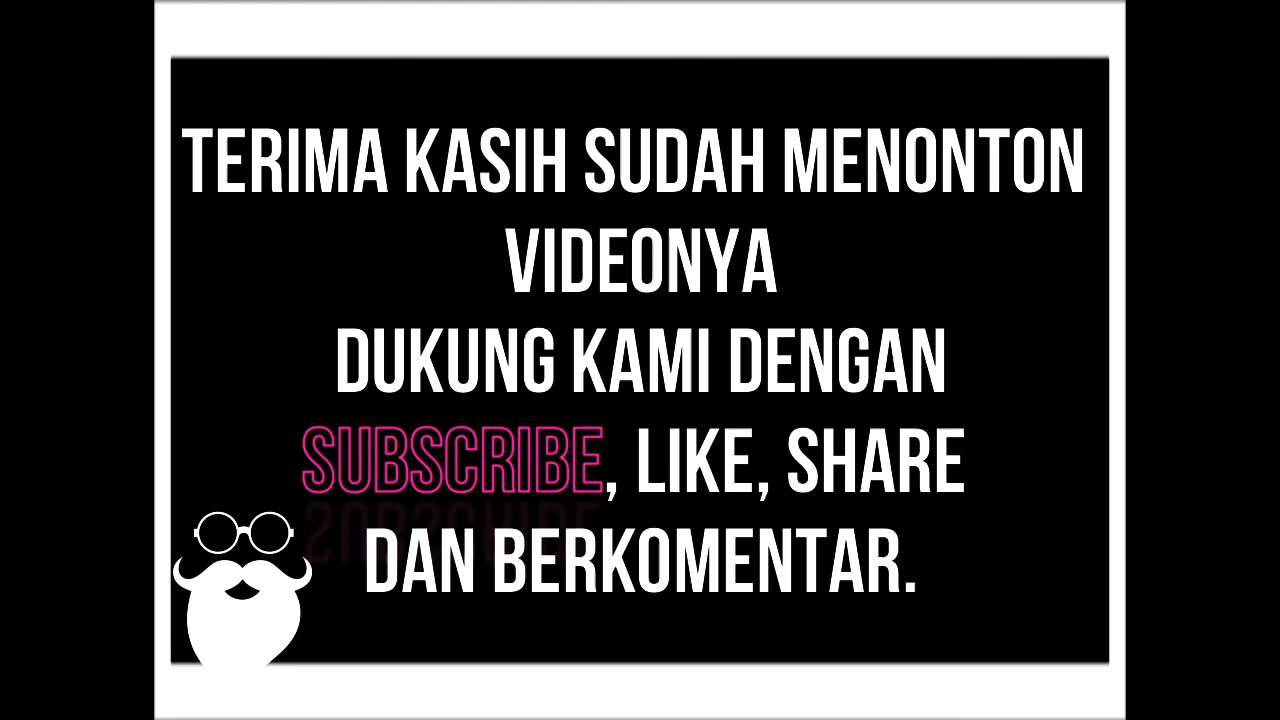 TERIMA KASIH SUDAH MENONTON
VIDEONYA
DUKUNG KAMI DENGAN
SUBSCRIBE, LIKE, SHARE
DAN BERKOMENTAR.